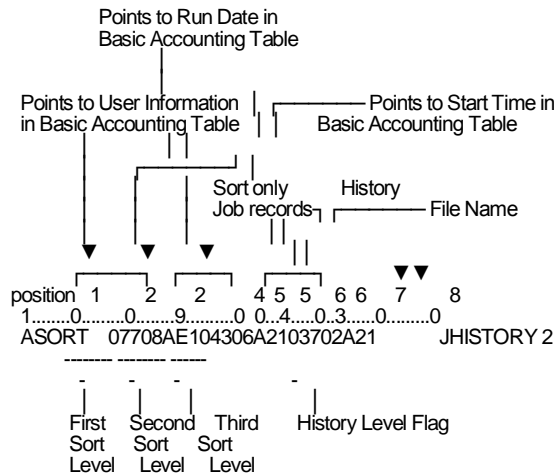 Points to Run Date in
Basic Accounting Table
Points to User Information
in Basic Accounting Table
Points to Start Time in
Basic Accounting Table
Sort only
Job records
History
File Name
position 1 2 2 4 5 5 6 6 7 8
1........0........0.......9........0 0..4.....0..3.....0.........0
ASORT 07708AE104306A2103702A21 JHISTORY 2
-------- -------- ------
- - - -
First Second Third History Level Flag
Sort Sort Sort
Level Level Level